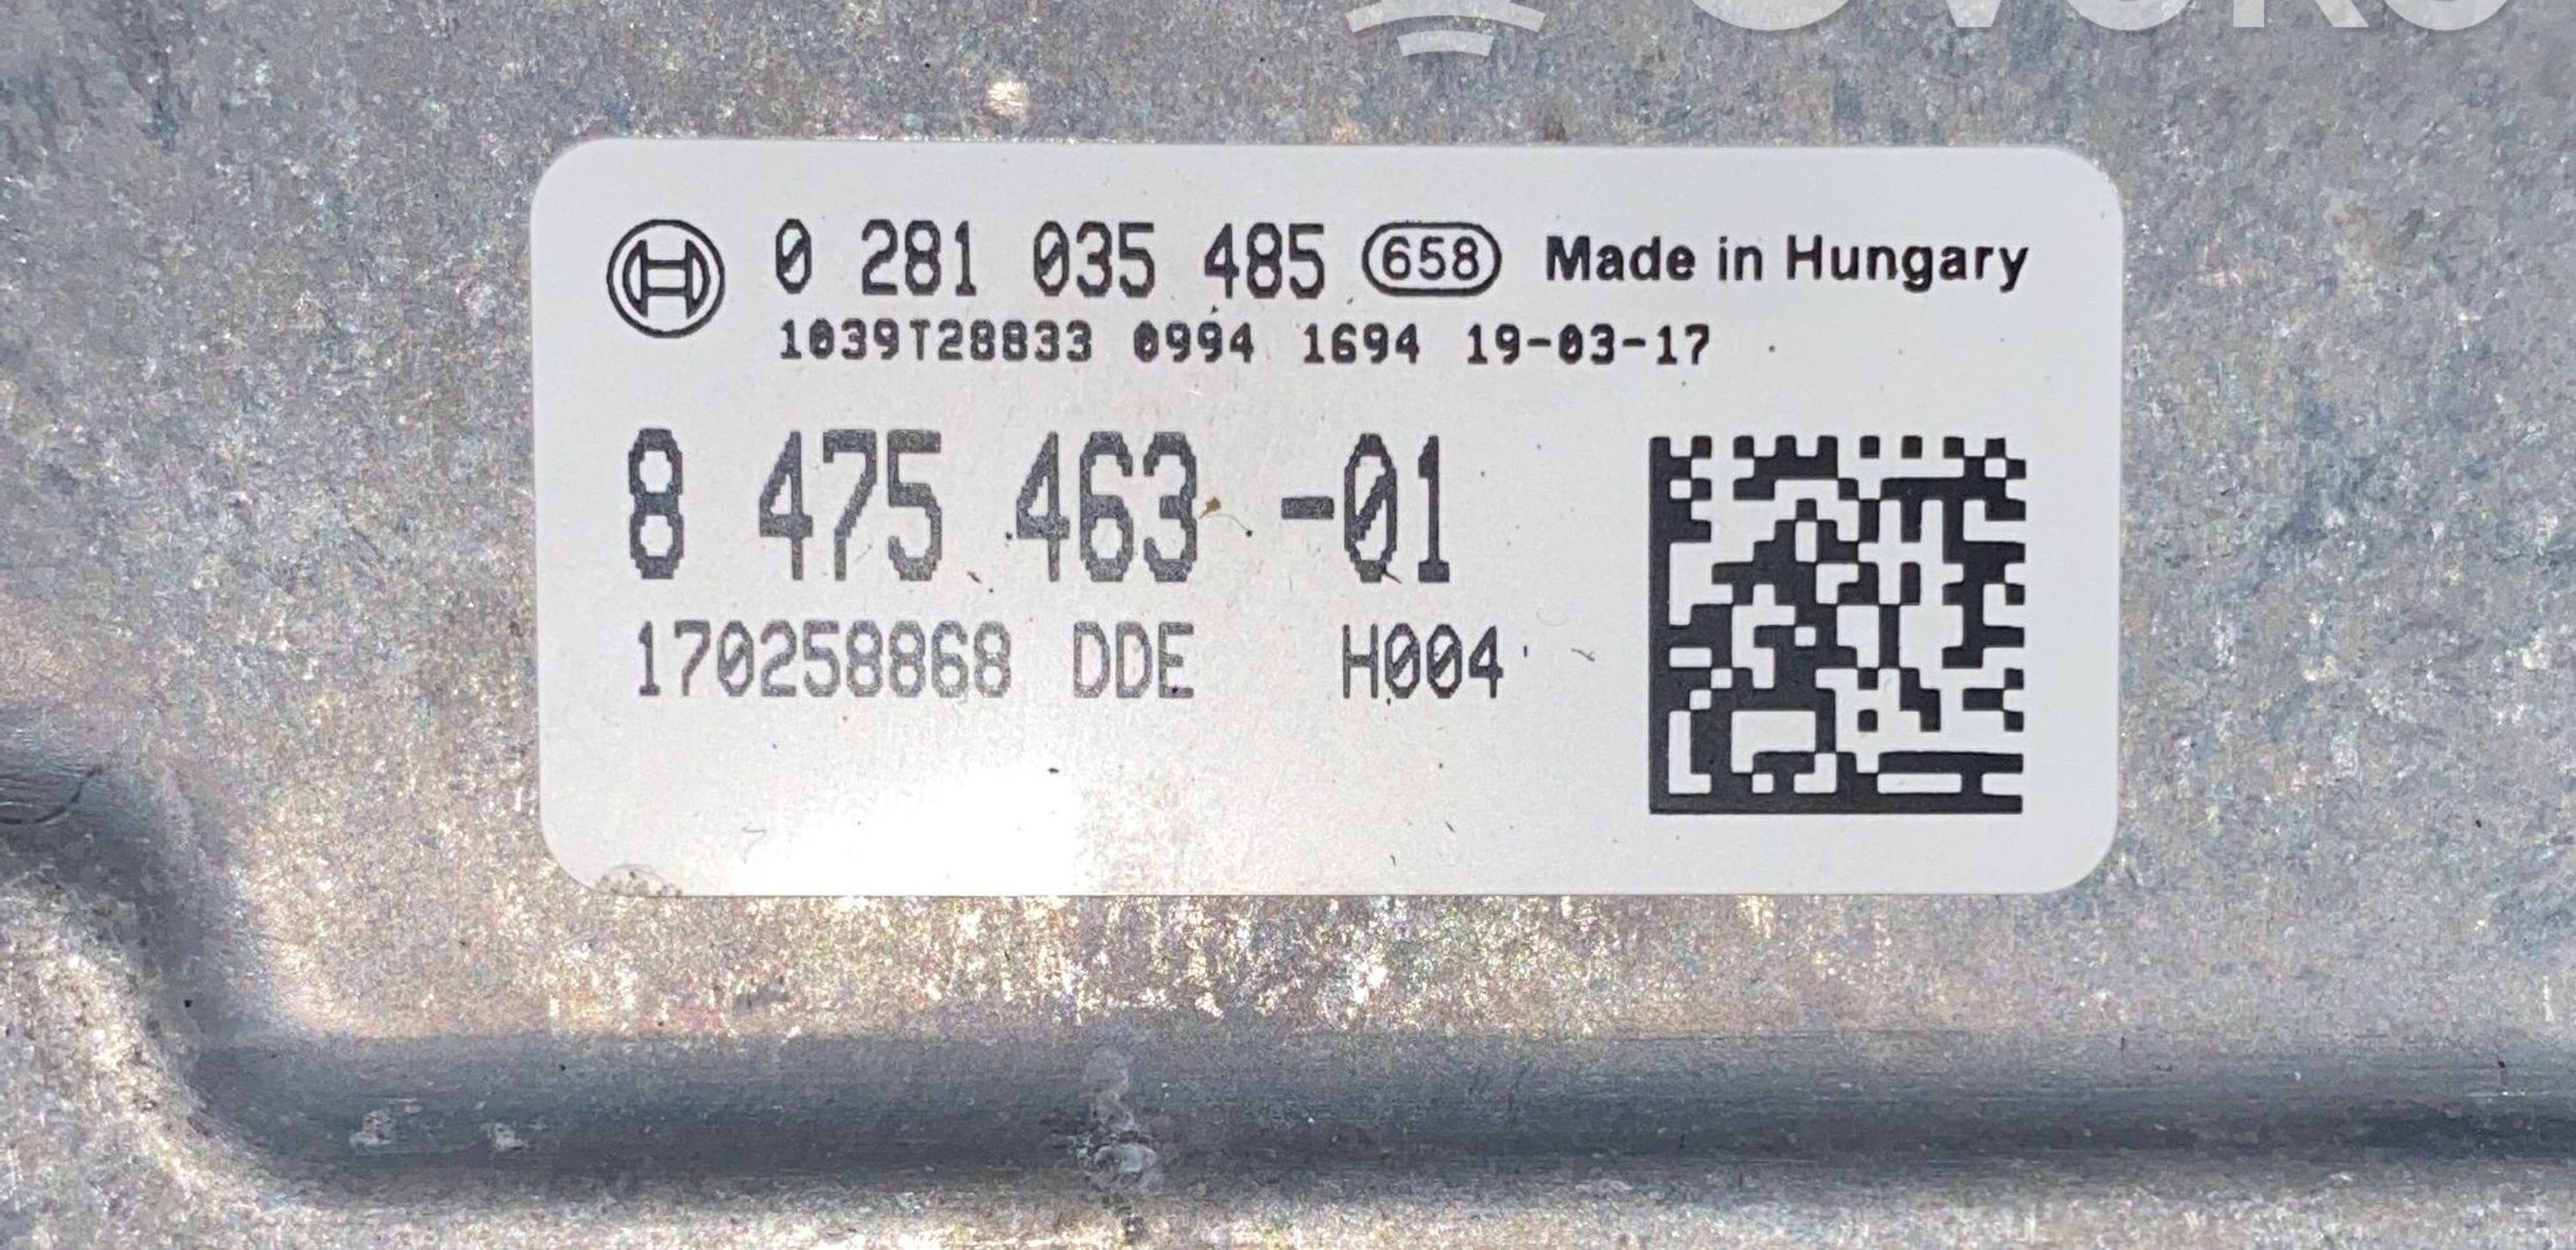 0 281 035 485 658 Made in Hungary
1039T28833 0994 1694 19-03-17
8 475 463 -01
170258868 DDE H004